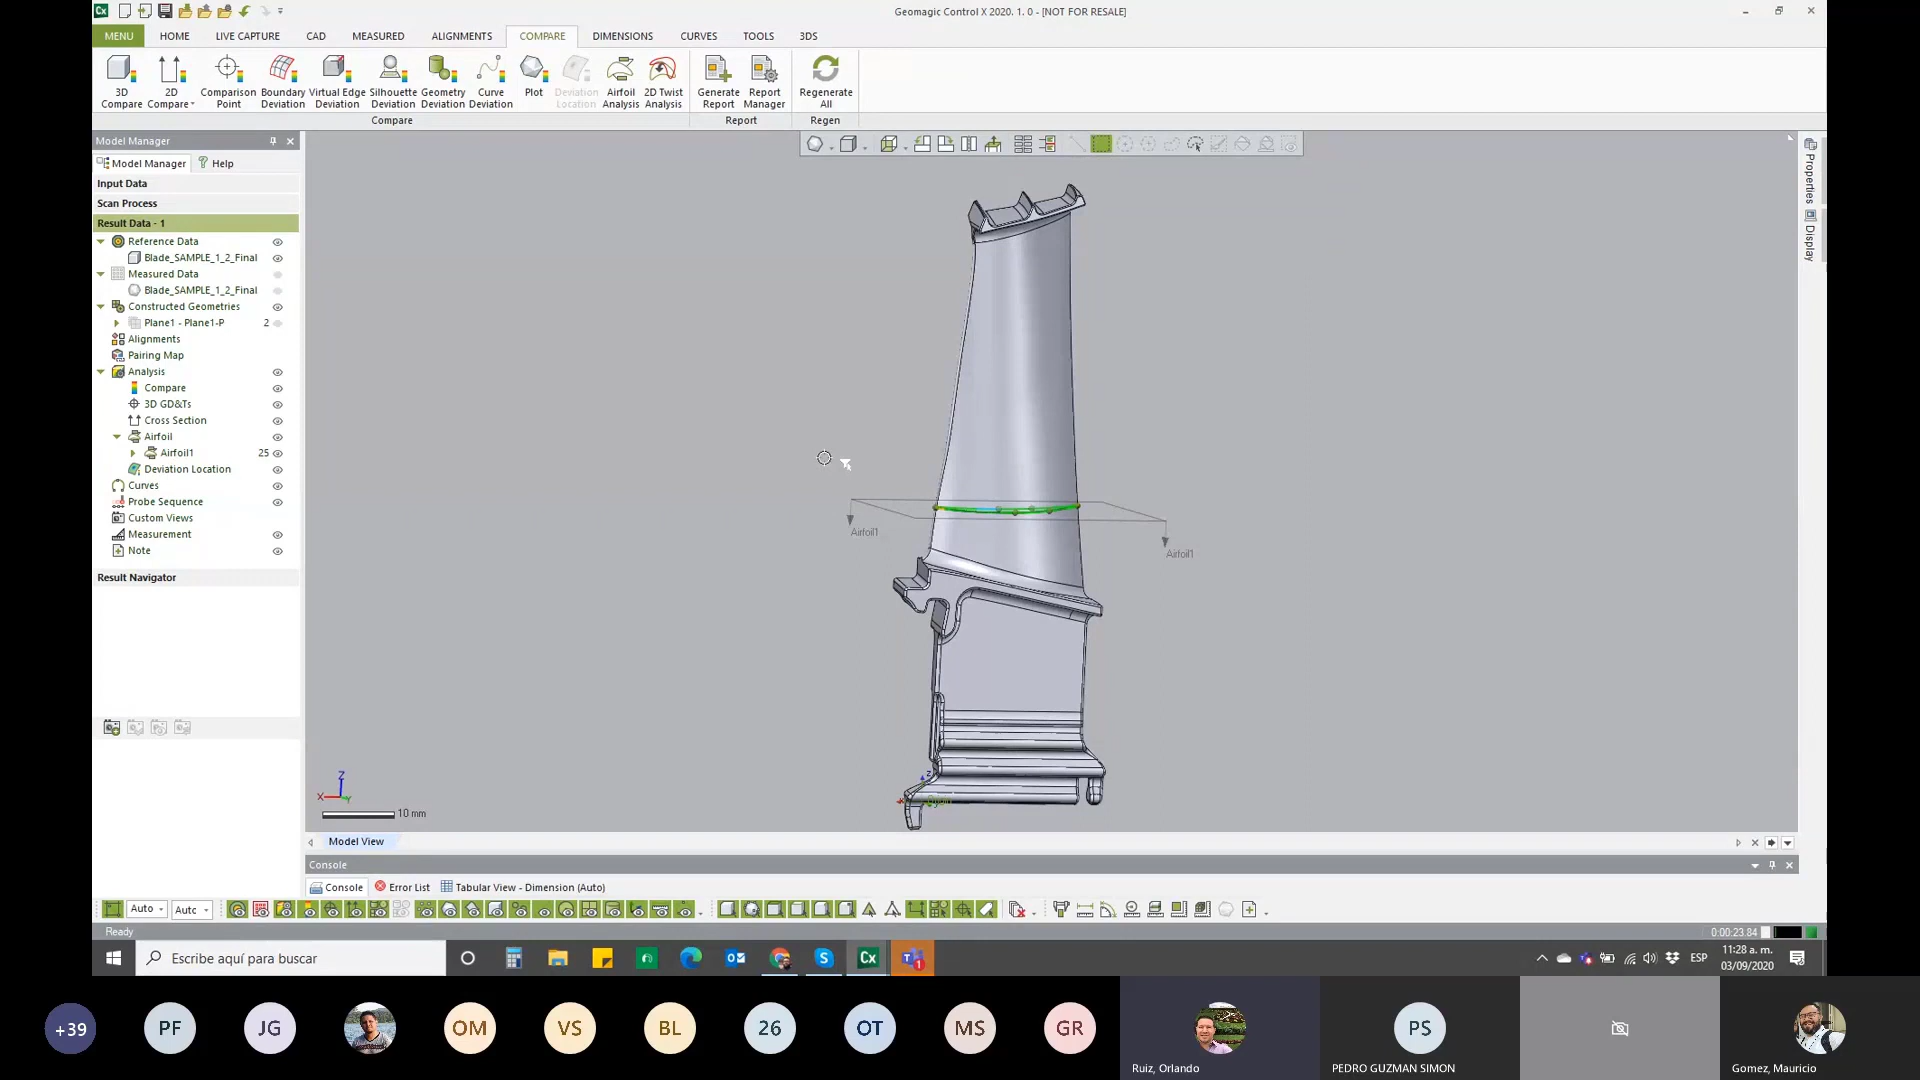 Cx
Geomagic Control X 2020. 1. 0 - [NOT FOR RESALE]
MENU HOME LIVE CAPTURE CAD MEASURED ALIGNMENTS COMPARE DIMENSIONS CURVES TOOLS 3DS
3D Compare
2D Compare
Comparison Point
Boundary Deviation
Virtual Edge Deviation
Silhouette Deviation
Geometry Deviation
Curve Deviation
Plot
Deviation Location
Airfoil Analysis
2D Twist Analysis
Generate Report
Report Manager
Regenerate All
Compare Report Regen
Model Manager
Model Manager Help
Input Data
Scan Process
Result Data - 1
Reference Data
Blade_SAMPLE_1_2_Final
Measured Data
Blade_SAMPLE_1_2_Final
Constructed Geometries
Plane1 - Plane1-P 2
Alignments
Pairing Map
Analysis
Compare
3D GD&Ts
Cross Section
Airfoil
Airfoil1 25
Deviation Location
Curves
Probe Sequence
Custom Views
Measurement
Note
Result Navigator
Properties
Display
Airfoil1
Airfoil1
Z
X
Y
10 mm
Model View
Console
Console Error List Tabular View - Dimension (Auto)
Auto Autc
Ready 0:00:23.84
Escribe aquí para buscar
Cx
ESP
11:28 a. m.
03/09/2020
+39 PF JG OM VS BL 26 OT MS GR PS
Ruiz, Orlando PEDRO GUZMAN SIMON Gomez, Mauricio